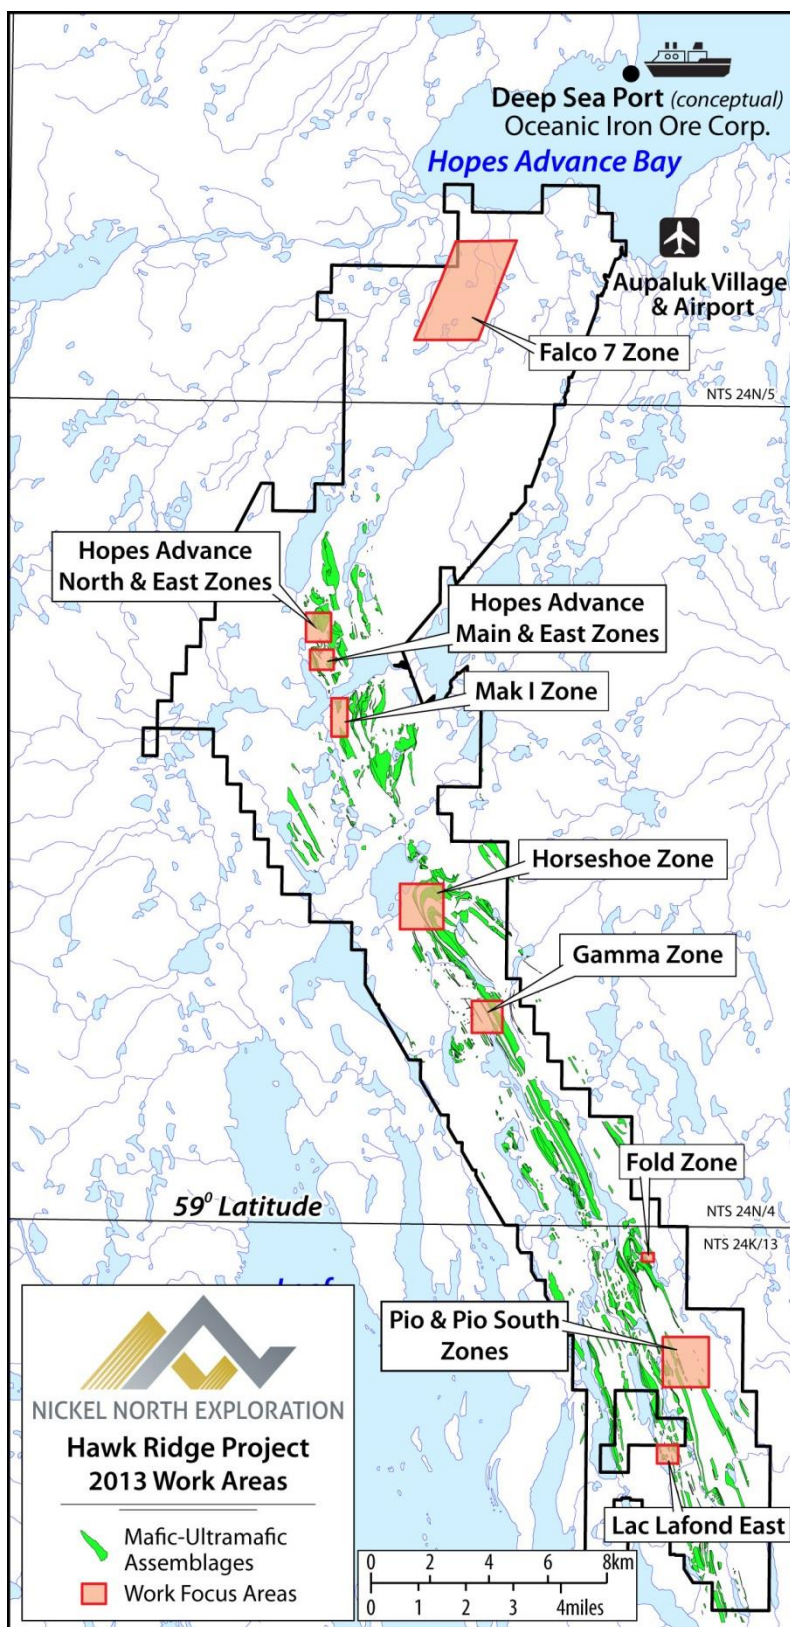 Deep Sea Port (conceptual)
Oceanic Iron Ore Corp.
Hopes Advance Bay
Aupaluk Village
& Airport
Falco 7 Zone
NTS 24N/5
Hopes Advance
North & East Zones
Hopes Advance
Main & East Zones
Mak I Zone
Horseshoe Zone
Gamma Zone
Fold Zone
59⁰ Latitude
NTS 24N/4
NTS 24K/13
Pio & Pio South
Zones
Lac Lafond East
NICKEL NORTH EXPLORATION
Hawk Ridge Project
2013 Work Areas
Mafic-Ultramafic
Assemblages
Work Focus Areas
0 2 4 6 8km
0 1 2 3 4miles